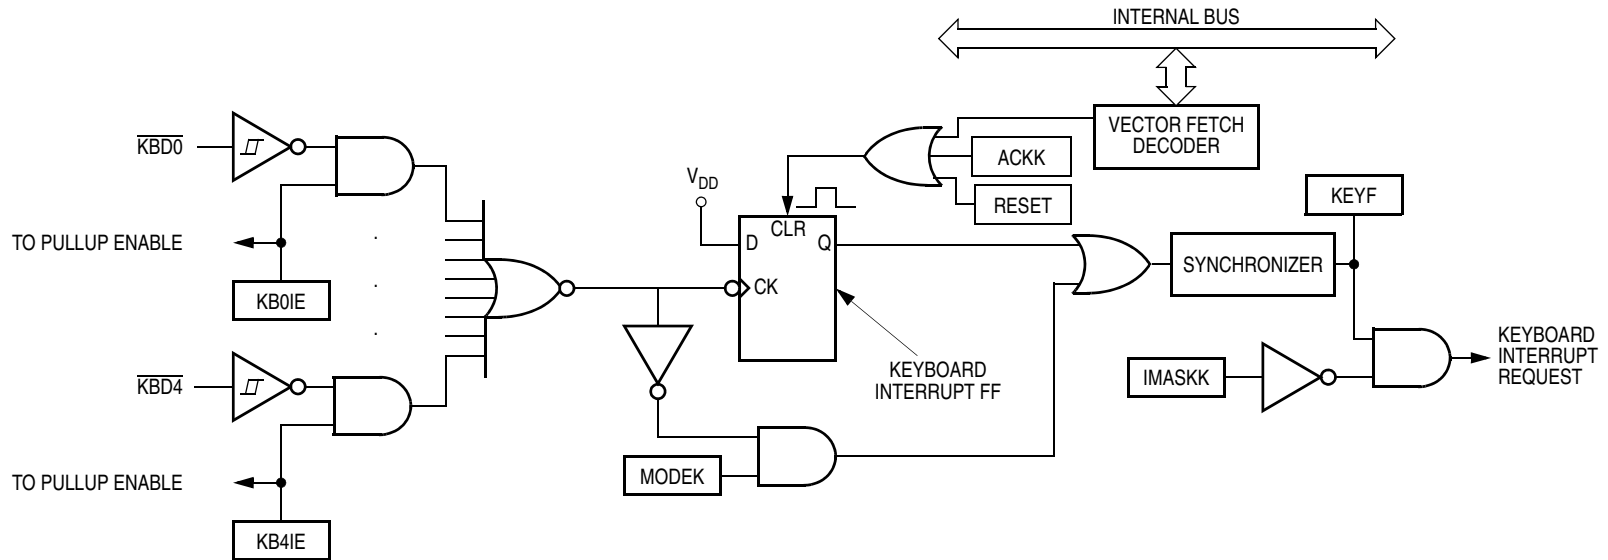 INTERNAL BUS
VECTOR FETCH
DECODER
KBD0
ACKK
VDD
KEYF
RESET
TO PULLUP ENABLE
D
CLR
Q
SYNCHRONIZER
KB0IE
CK
KEYBOARD
INTERRUPT
REQUEST
KEYBOARD
INTERRUPT FF
KBD4
IMASKK
TO PULLUP ENABLE
MODEK
KB4IE